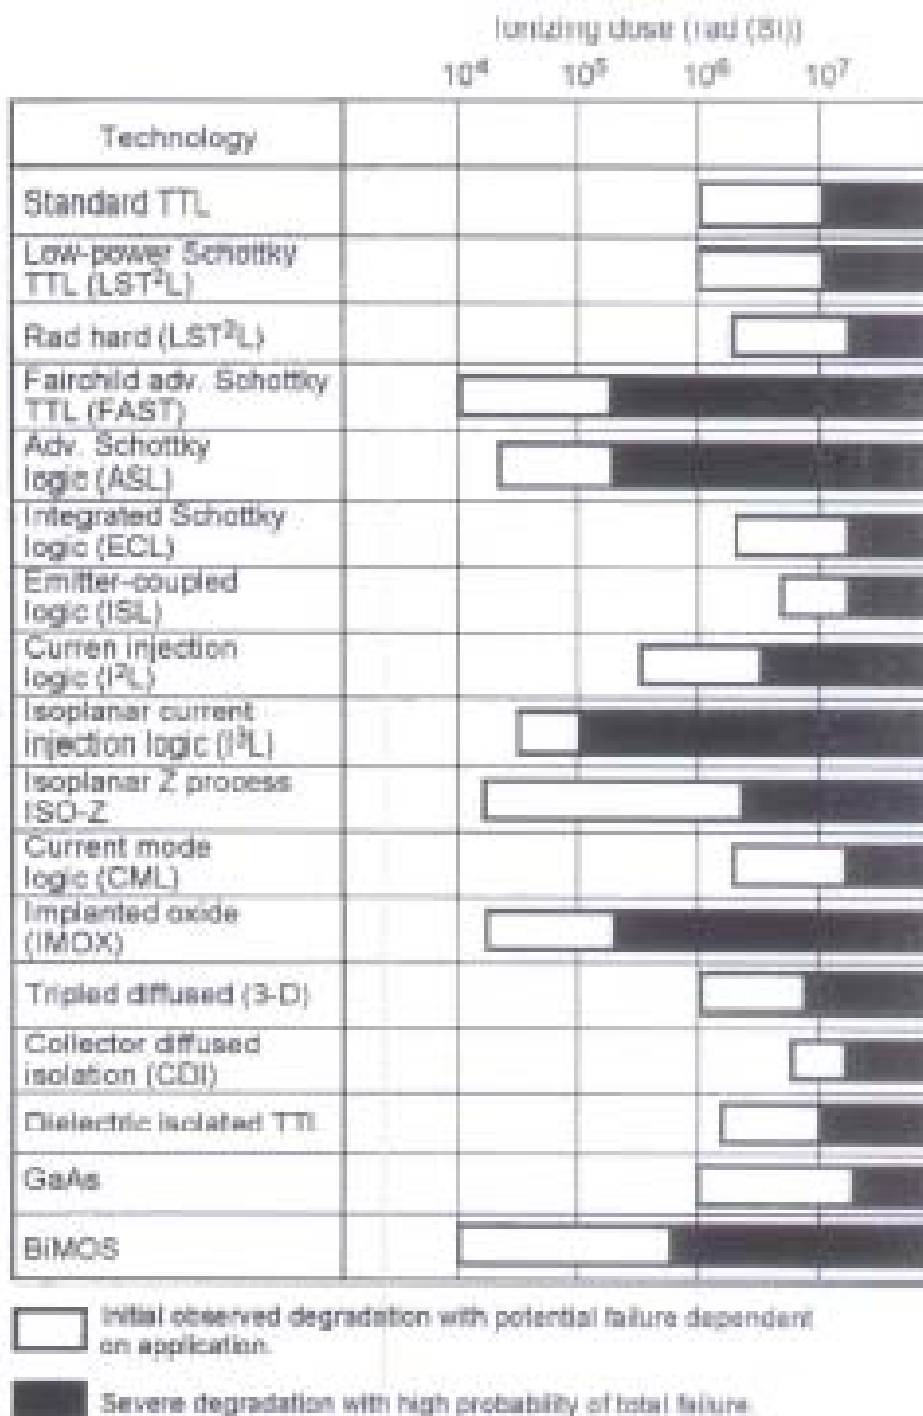 Ionizing dose (rad (Si))
10⁴ 10⁵ 10⁶ 10⁷
Technology
Standard TTL
Low-power Schottky
TTL (LST²L)
Rad hard (LST²L)
Fairchild adv. Schottky
TTL (FAST)
Adv. Schottky
logic (ASL)
Integrated Schottky
logic (ECL)
Emitter-coupled
logic (ISL)
Curren injection
logic (I²L)
Isoplanar current
injection logic (I³L)
Isoplanar Z process
ISO-Z
Current mode
logic (CML)
Implanted oxide
(IMOX)
Tripled diffused (3-D)
Collector diffused
isolation (CDI)
Dielectric isolated TTL
GaAs
BiMOS
Initial observed degradation with potential failure dependent
on application.
Severe degradation with high probability of total failure.